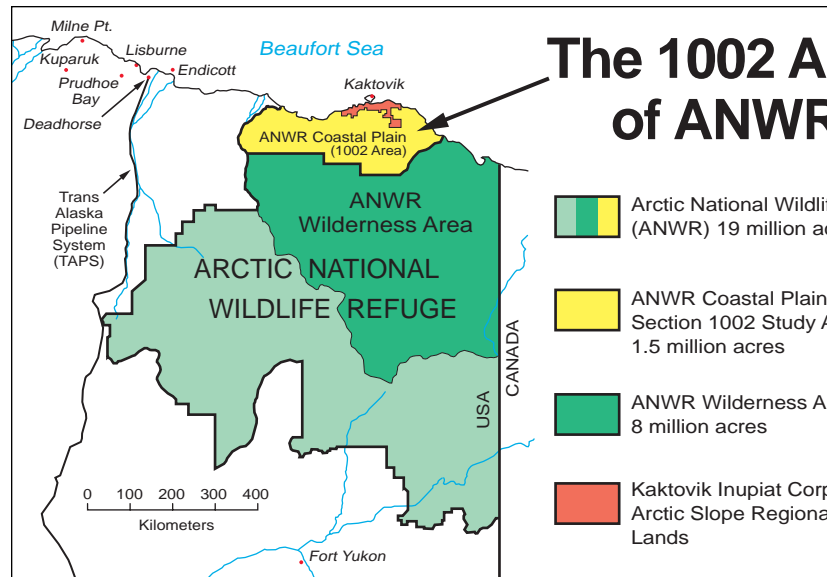 Milne Pt.
Lisburne
Kuparuk
Endicott
Prudhoe
Bay
Deadhorse
Beaufort Sea
Kaktovik
The 1002 A
of ANWR
ANWR Coastal Plain
(1002 Area)
Trans
Alaska
Pipeline
System
(TAPS)
ANWR
Wilderness Area
ARCTIC NATIONAL
WILDLIFE REFUGE
USA
CANADA
0 100 200 300 400
Kilometers
Fort Yukon
Arctic National Wildli
(ANWR) 19 million ac
ANWR Coastal Plain
Section 1002 Study A
1.5 million acres
ANWR Wilderness A
8 million acres
Kaktovik Inupiat Corp
Arctic Slope Regiona
Lands